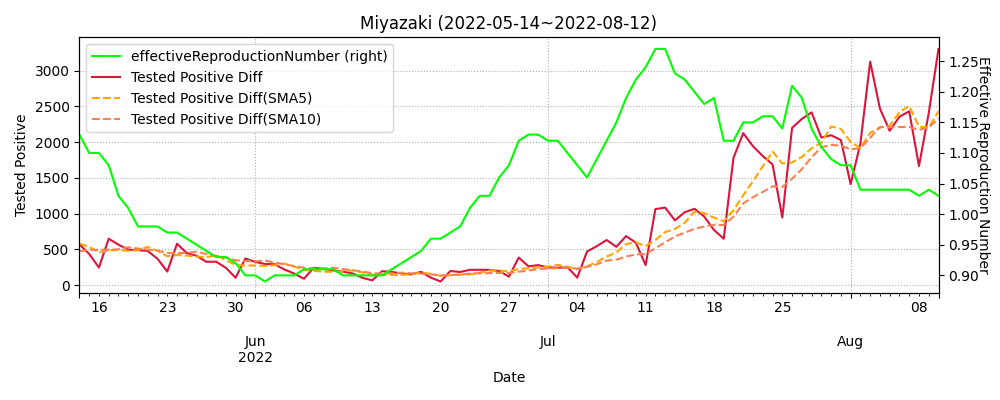 Miyazaki (2022-05-14~2022-08-12)
effectiveReproductionNumber (right)
Tested Positive Diff
Tested Positive Diff(SMA5)
Tested Positive Diff(SMA10)
Tested Positive
3000
2500
2000
1500
1000
500
0
1.25
1.20
1.15
1.10
1.05
1.00
0.95
0.90
Effective Reproduction Number
16 23 30 06 13 20 27 04 11 18 25 08
Jun Jul Aug
2022
Date